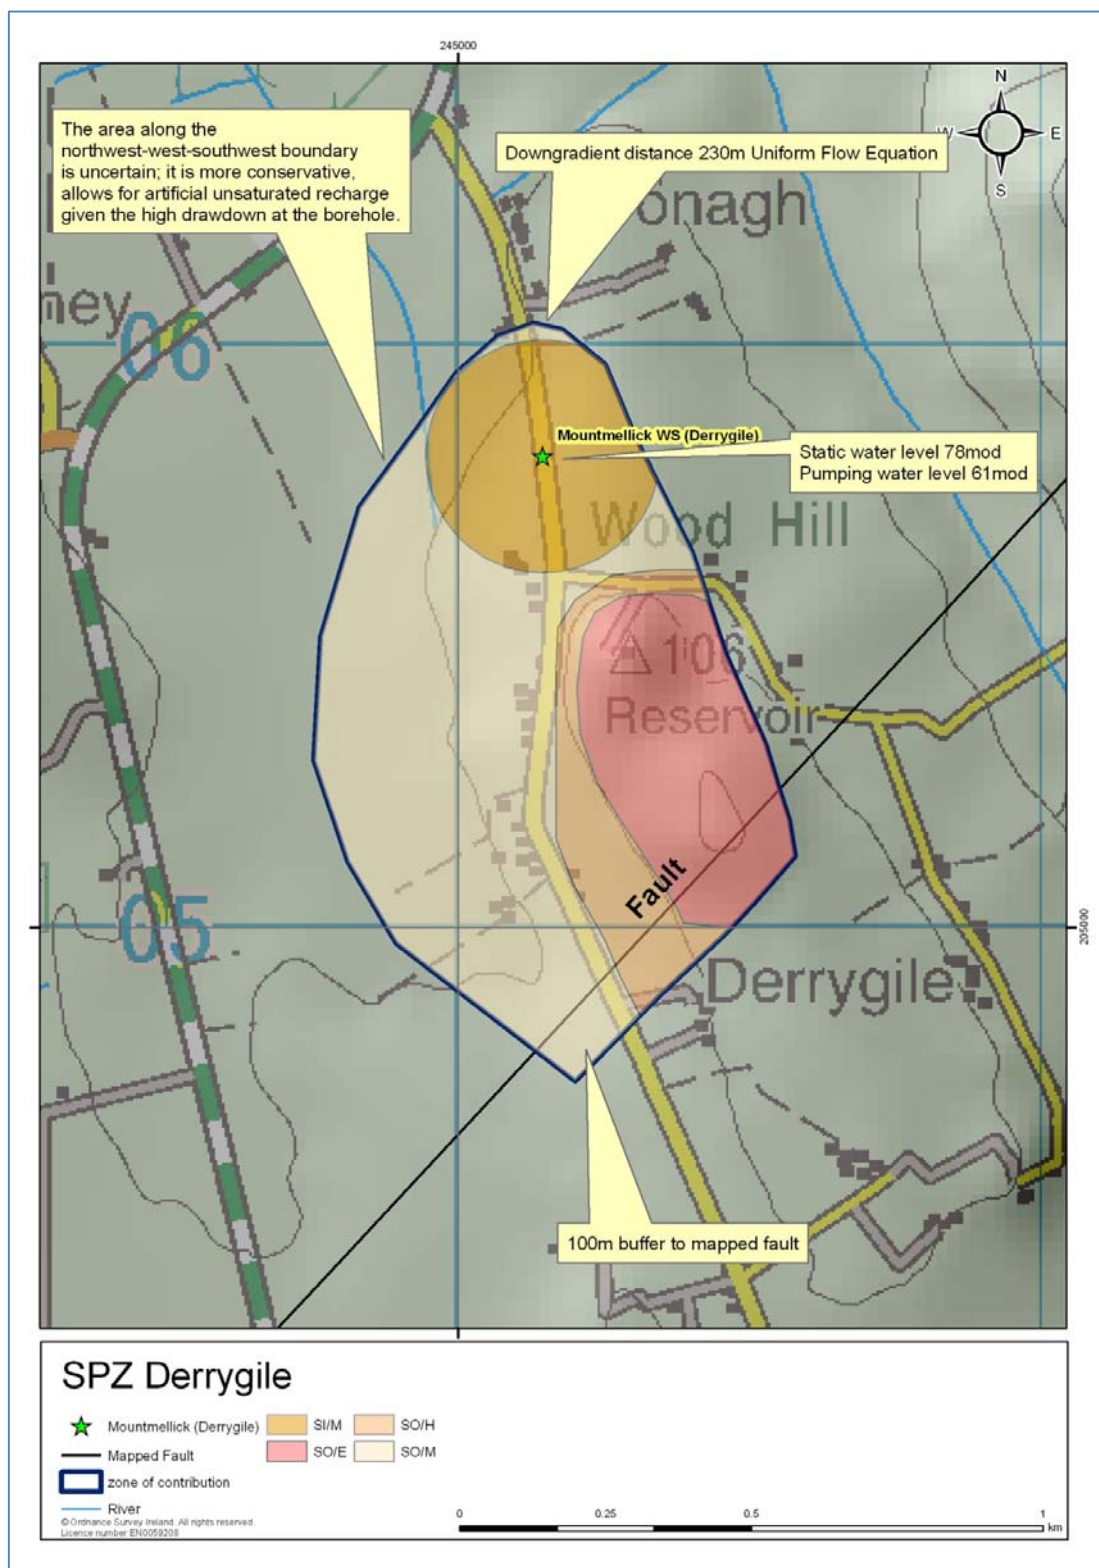 245000
N
W
E
S
The area along the
northwest-west-southwest boundary
is uncertain; it is more conservative,
allows for artificial unsaturated recharge
given the high drawdown at the borehole.
Downgradient distance 230m Uniform Flow Equation
onagh
ney
06
Mountmellick WS (Derrygile)
Static water level 78mod
Pumping water level 61mod
Wood Hill
106
Reservoir
Fault
05
205000
Derrygile
100m buffer to mapped fault
SPZ Derrygile
Mountmellick (Derrygile)
SI/M
SO/H
Mapped Fault
SO/E
SO/M
zone of contribution
River
© Ordnance Survey Ireland. All rights reserved.
Licence number EN0059208
0
0.25
0.5
1
km